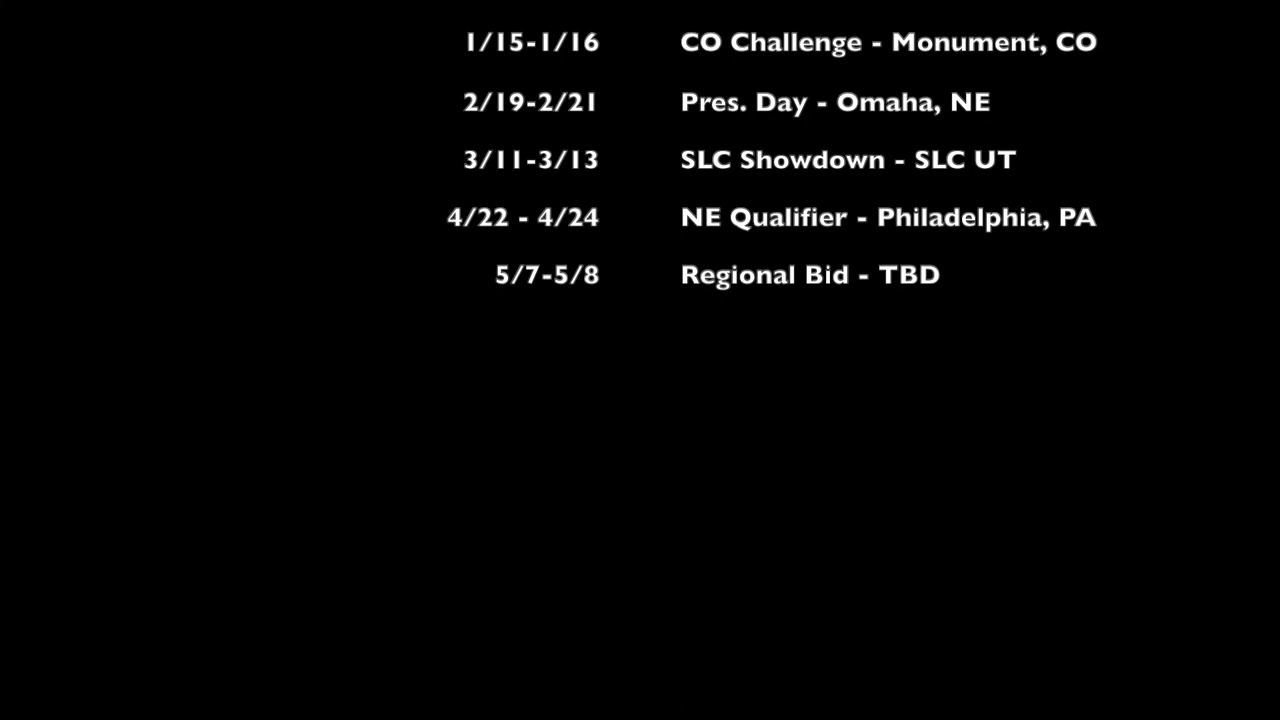 1/15-1/16 CO Challenge - Monument, CO
2/19-2/21 Pres. Day - Omaha, NE
3/11-3/13 SLC Showdown - SLC UT
4/22 - 4/24 NE Qualifier - Philadelphia, PA
5/7-5/8 Regional Bid - TBD